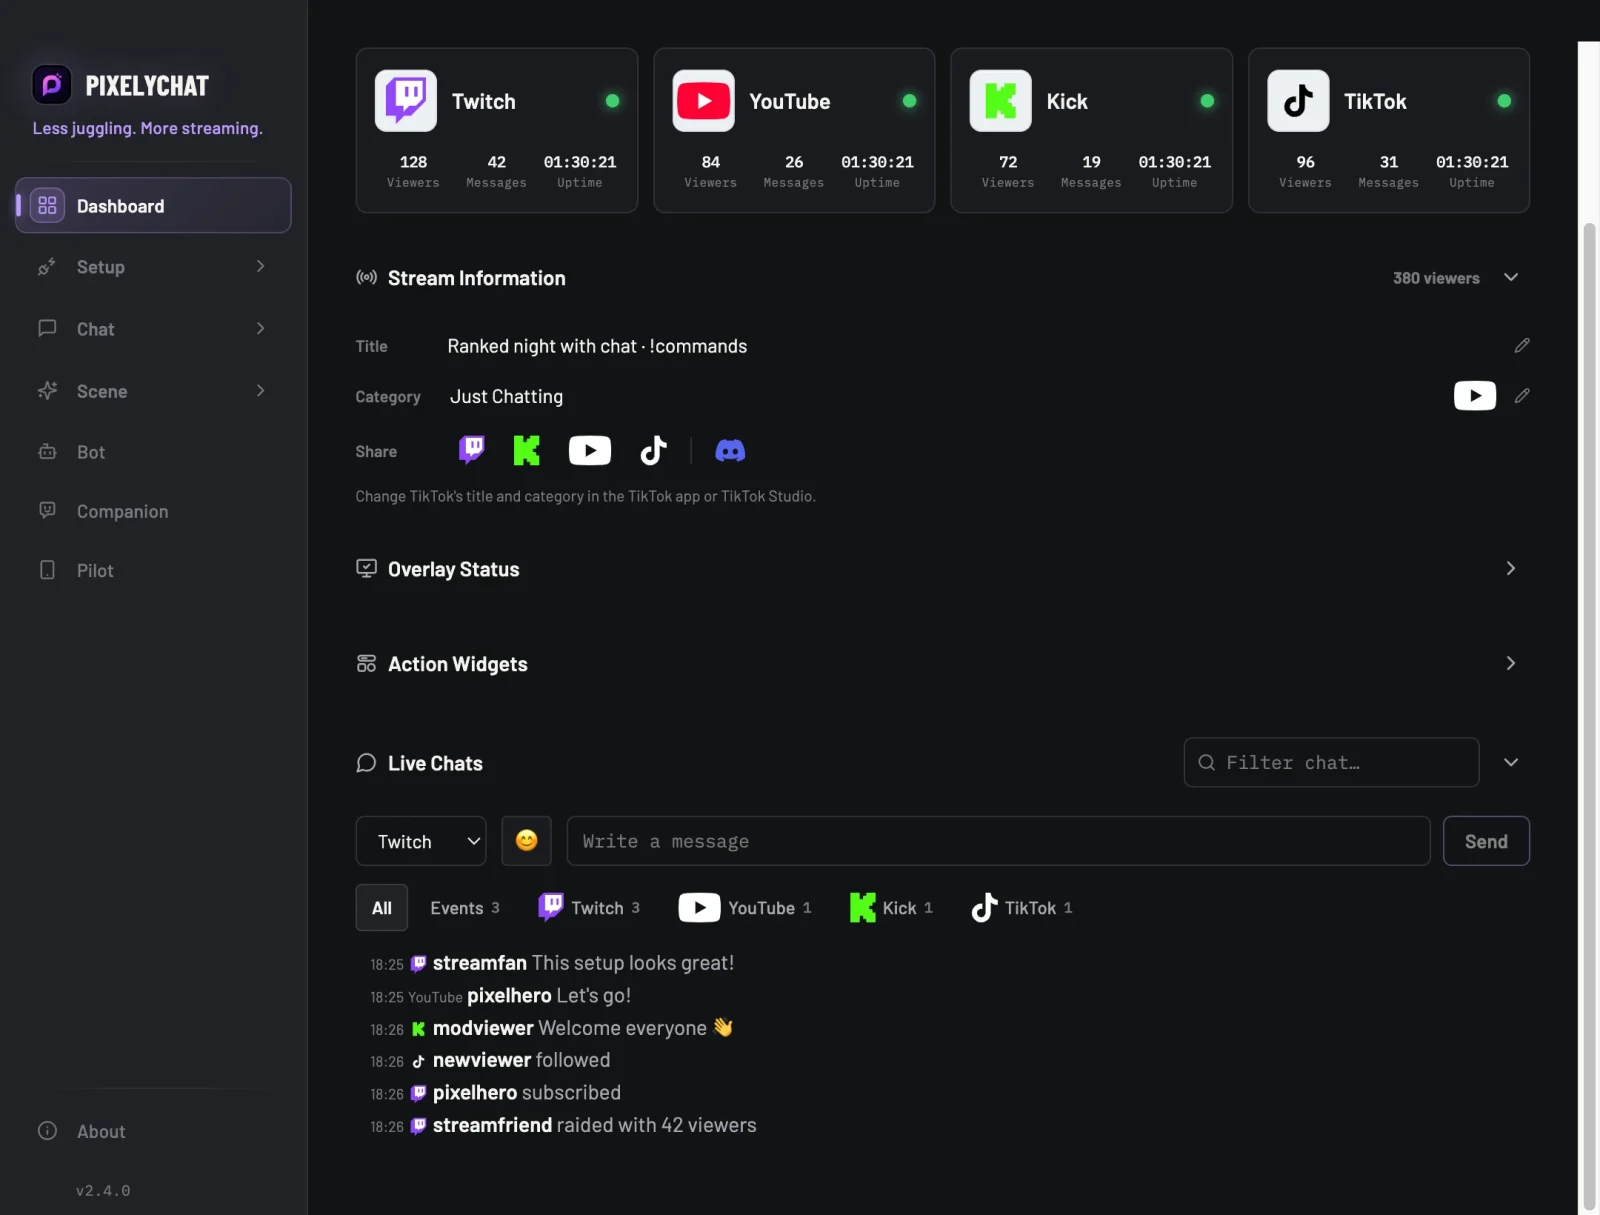 PIXELYCHAT
Less juggling. More streaming.
Dashboard
Setup
Chat
Scene
Bot
Companion
Pilot
About
v2.4.0
Twitch
128 42 01:30:21
Viewers Messages Uptime
YouTube
84 26 01:30:21
Viewers Messages Uptime
Kick
72 19 01:30:21
Viewers Messages Uptime
TikTok
96 31 01:30:21
Viewers Messages Uptime
Stream Information 380 viewers
Title Ranked night with chat · !commands
Category Just Chatting
Share
Change TikTok's title and category in the TikTok app or TikTok Studio.
Overlay Status
Action Widgets
Live Chats Filter chat…
Twitch Write a message Send
All Events 3 Twitch 3 YouTube 1 Kick 1 TikTok 1
18:25 streamfan This setup looks great!
18:25 YouTube pixelhero Let's go!
18:26 modviewer Welcome everyone 👋
18:26 newviewer followed
18:26 pixelhero subscribed
18:26 streamfriend raided with 42 viewers